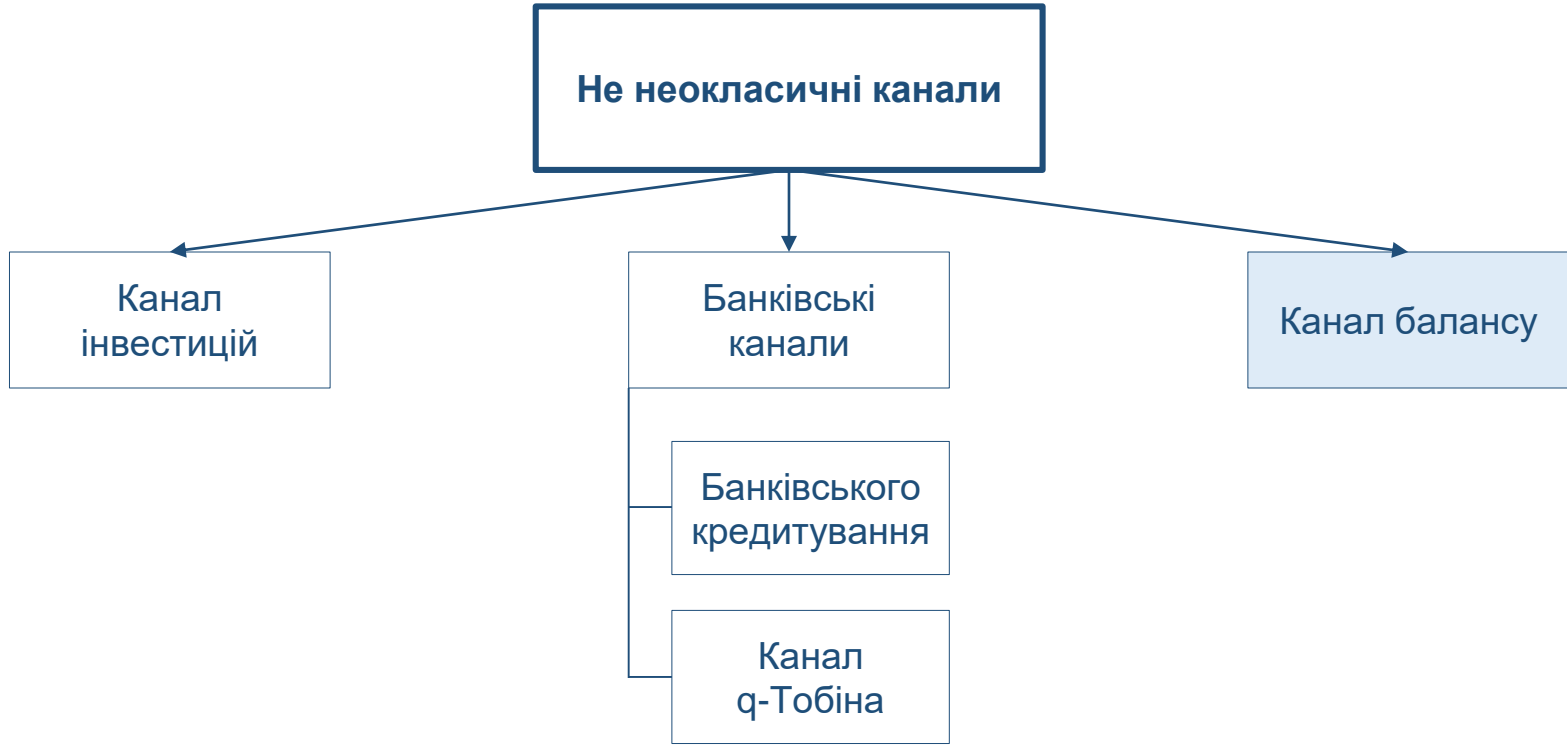 Не неокласичні канали
Канал
інвестицій
Банківські
канали
Канал балансу
Банківського
кредитування
Канал
q-Тобіна